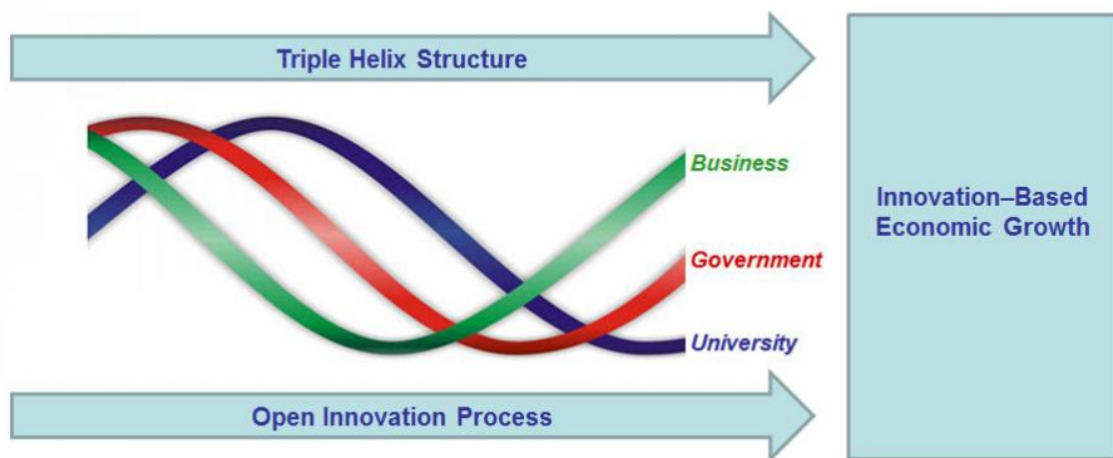 Triple Helix Structure
Business
Innovation–Based
Economic Growth
Government
University
Open Innovation Process